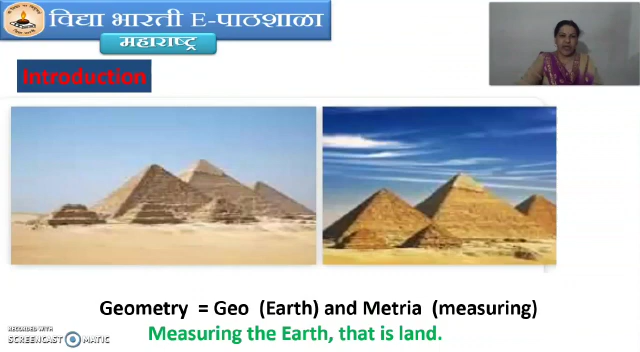 विद्या भारती E-पाठशाळा
महाराष्ट्र
Introduction
Geometry = Geo (Earth) and Metria (measuring)
Measuring the Earth, that is land.
RECORDED WITH
SCREENCAST MATIC